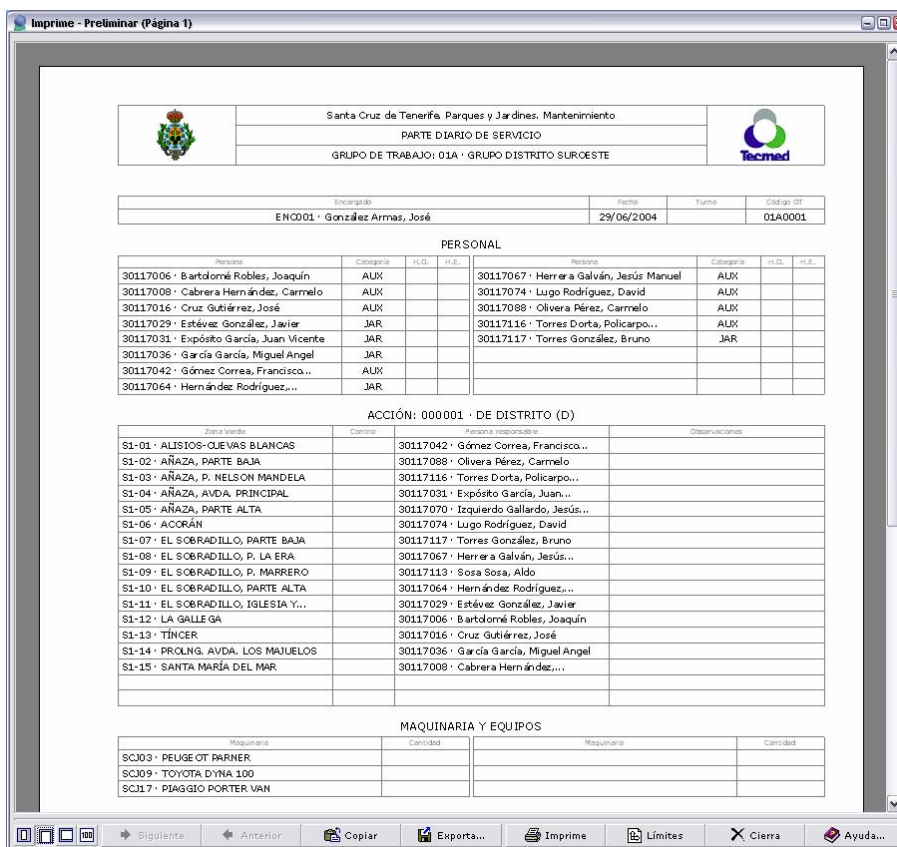 Imprime - Preliminar (Página 1)
Santa Cruz de Tenerife. Parques y Jardines. Mantenimiento
PARTE DIARIO DE SERVICIO
GRUPO DE TRABAJO: 01A · GRUPO DISTRITO SUROESTE
Tecmed
Encargado Fecha Turno Código OT
ENC001 · González Armas, José 29/06/2004 01A0001
PERSONAL
Persona Categoría H.O. H.E. Persona Categoría H.O. H.E.
30117006 · Bartolomé Robles, Joaquín AUX 30117067 · Herrera Galván, Jesús Manuel AUX
30117008 · Cabrera Hernández, Carmelo AUX 30117074 · Lugo Rodríguez, David AUX
30117016 · Cruz Gutiérrez, José AUX 30117088 · Olivera Pérez, Carmelo AUX
30117029 · Estévez González, Javier JAR 30117116 · Torres Dorta, Policarpo... AUX
30117031 · Expósito García, Juan Vicente JAR 30117117 · Torres González, Bruno JAR
30117036 · García García, Miguel Angel JAR
30117042 · Gómez Correa, Francisco... AUX
30117064 · Hernández Rodríguez,... JAR
ACCIÓN: 000001 · DE DISTRITO (D)
Zona Verde Control Persona responsable Observaciones
S1-01 · ALISIOS-CUEVAS BLANCAS 30117042 · Gómez Correa, Francisco...
S1-02 · AÑAZA, PARTE BAJA 30117088 · Olivera Pérez, Carmelo
S1-03 · AÑAZA, P. NELSON MANDELA 30117116 · Torres Dorta, Policarpo...
S1-04 · AÑAZA, AVDA. PRINCIPAL 30117031 · Expósito García, Juan...
S1-05 · AÑAZA, PARTE ALTA 30117070 · Izquierdo Gallardo, Jesús...
S1-06 · ACORÁN 30117074 · Lugo Rodríguez, David
S1-07 · EL SOBRADILLO, PARTE BAJA 30117117 · Torres González, Bruno
S1-08 · EL SOBRADILLO, P. LA ERA 30117067 · Herrera Galván, Jesús...
S1-09 · EL SOBRADILLO, P. MARRERO 30117113 · Sosa Sosa, Aldo
S1-10 · EL SOBRADILLO, PARTE ALTA 30117064 · Hernández Rodríguez,...
S1-11 · EL SOBRADILLO, IGLESIA Y... 30117029 · Estévez González, Javier
S1-12 · LA GALLEGA 30117006 · Bartolomé Robles, Joaquín
S1-13 · TÍNCER 30117016 · Cruz Gutiérrez, José
S1-14 · PROLNG. AVDA. LOS MAJUELOS 30117036 · García García, Miguel Angel
S1-15 · SANTA MARÍA DEL MAR 30117008 · Cabrera Hernández,...
MAQUINARIA Y EQUIPOS
Maquinaria Cantidad Maquinaria Cantidad
SCJ03 · PEUGEOT PARNER
SCJ09 · TOYOTA DYNA 100
SCJ17 · PIAGGIO PORTER VAN
100 Siguiente Anterior Copiar Exporta... Imprime Límites Cierra Ayuda...